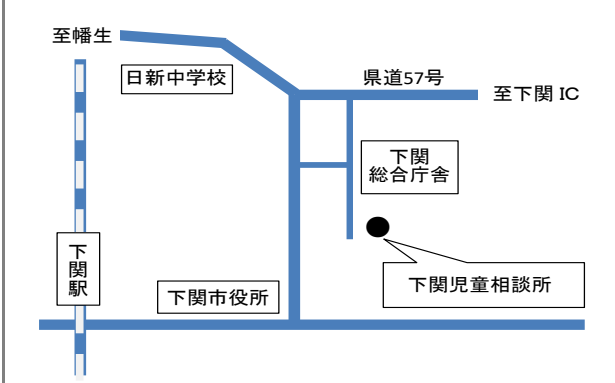 至幡生
日新中学校
県道57号
至下関 IC
下関
総合庁舎
下関駅
下関市役所
下関児童相談所